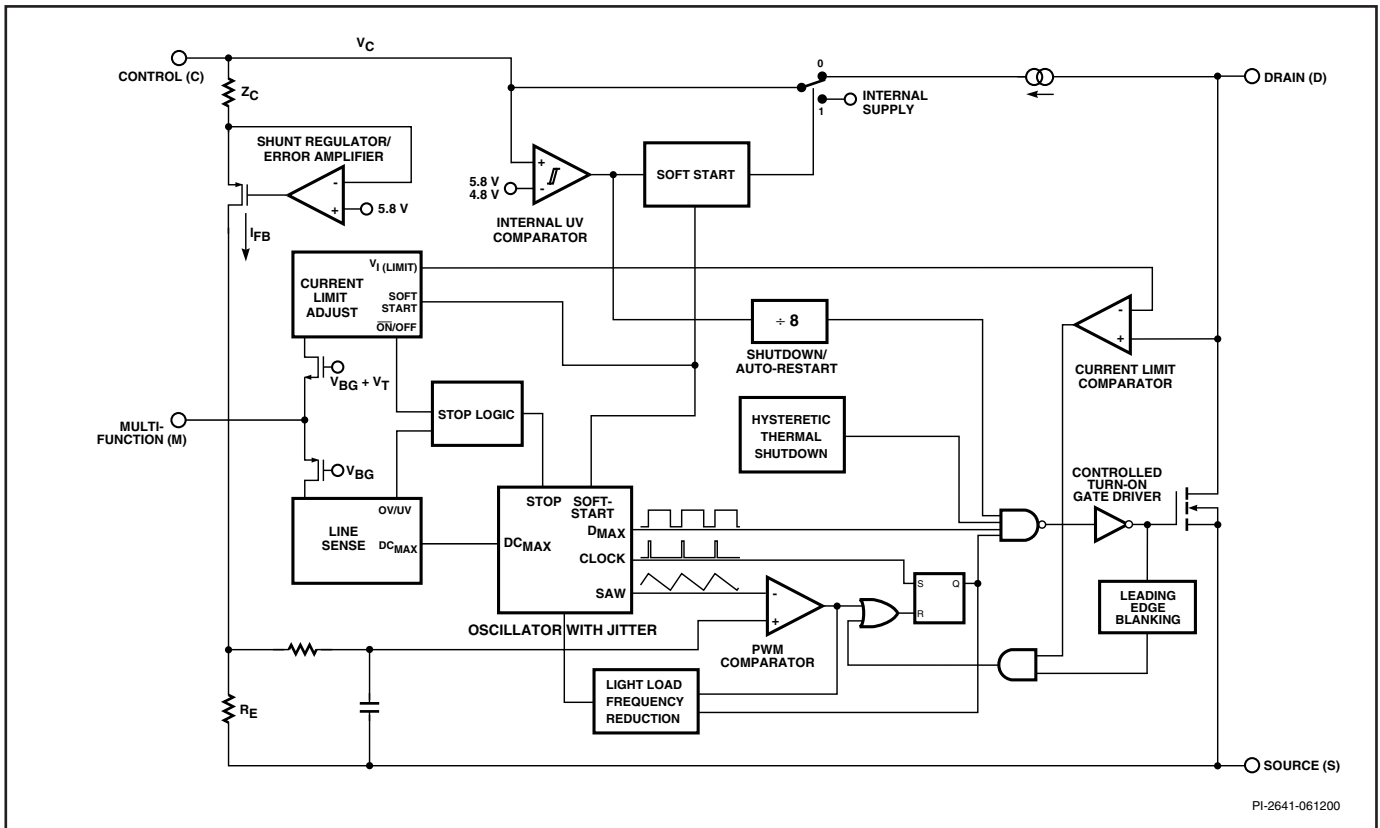 V_C
CONTROL (C)
Z_C
0
1
INTERNAL
SUPPLY
DRAIN (D)
SHUNT REGULATOR/
ERROR AMPLIFIER
-
+
5.8 V
I_FB
+
-
5.8 V
4.8 V
INTERNAL UV
COMPARATOR
SOFT START
CURRENT
LIMIT
ADJUST
V_I (LIMIT)
SOFT
START
ON/OFF
÷ 8
SHUTDOWN/
AUTO-RESTART
-
+
CURRENT LIMIT
COMPARATOR
V_BG + V_T
MULTI-
FUNCTION (M)
STOP LOGIC
HYSTERETIC
THERMAL
SHUTDOWN
V_BG
CONTROLLED
TURN-ON
GATE DRIVER
OV/UV
LINE
SENSE
DC_MAX
STOP
SOFT-
START
DC_MAX
D_MAX
CLOCK
SAW
OSCILLATOR WITH JITTER
-
+
PWM
COMPARATOR
S
Q
R
LEADING
EDGE
BLANKING
LIGHT LOAD
FREQUENCY
REDUCTION
R_E
SOURCE (S)
PI-2641-061200